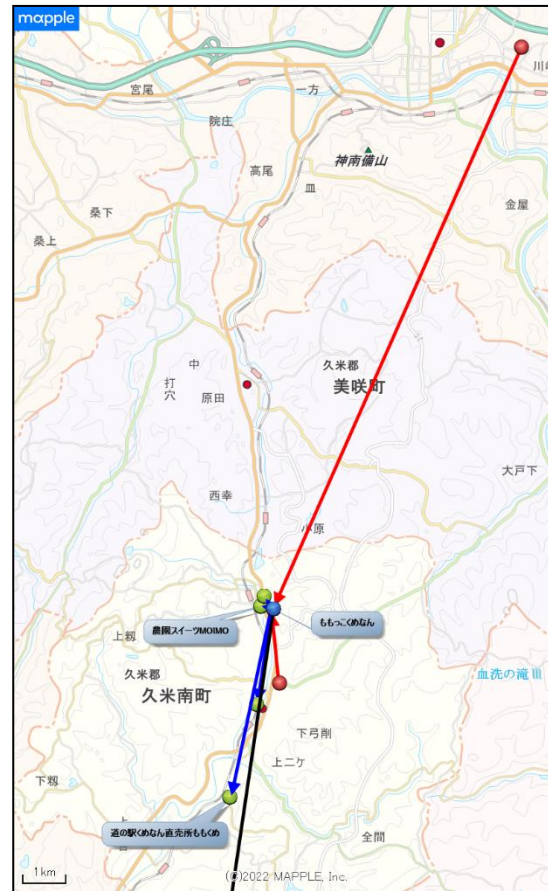 mapple
川崎
宮尾
一方
院庄
神南備山
高尾
皿
金屋
桑下
桑上
中
久米郡
美咲町
打穴
原田
大戸下
西幸
小原
農園スイーツMOIMO
ももっこくめなん
上籾
久米郡
血洗の滝
久米南町
下弓削
上二ケ
下籾
道の駅くめなん直売所ももくめ
全間
1km
(C)2022 MAPPLE, Inc.